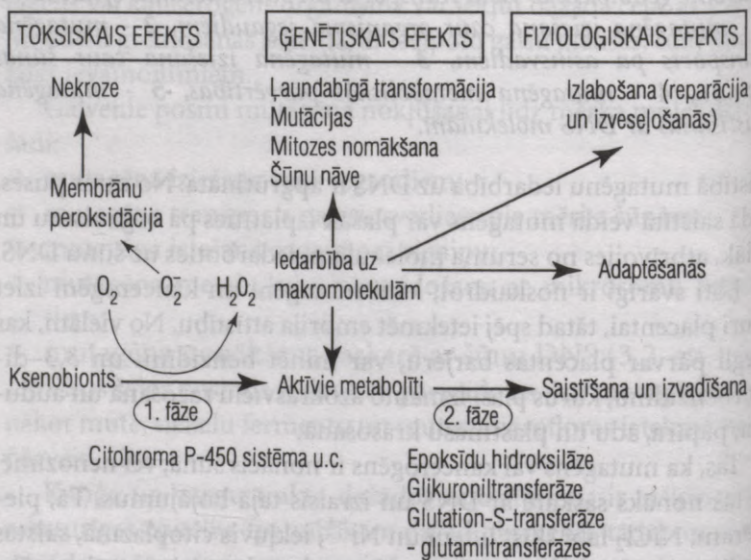 TOKSISKAIS EFEKTS
ĢENĒTISKAIS EFEKTS
FIZIOLOGISKAIS EFEKTS
Nekroze
Ļaundabīgā transformācija
Mutācijas
Mitozes nomākšana
Šūnu nāve
Izlabošana (reparācija
un izveseļošanās)
Membrānu
peroksidācija
Iedarbība uz
makromolekulām
Adaptēšanās
O₂ O₂⁻ H₂O₂
Ksenobionts
Aktīvie metabolīti
Saistīšana un izvadīšana
1. fāze
2. fāze
Citohroma P-450 sistēma u.c.
Epoksīdu hidroksilāze
Glikuroniltransferāze
Glutation-S-transferāze
- glutamiltransferāzes